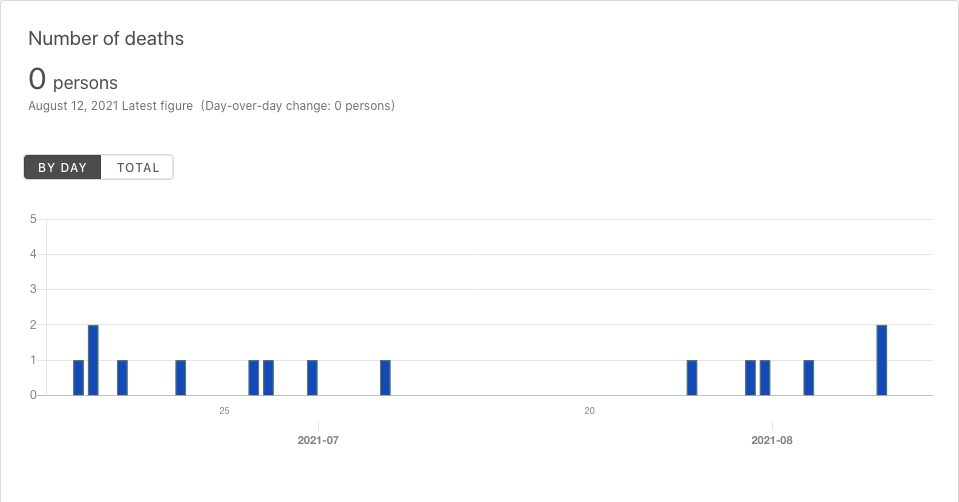 Number of deaths
0 persons
August 12, 2021 Latest figure (Day-over-day change: 0 persons)
BY DAY TOTAL
5
4
3
2
1
0
25 20
2021-07 2021-08